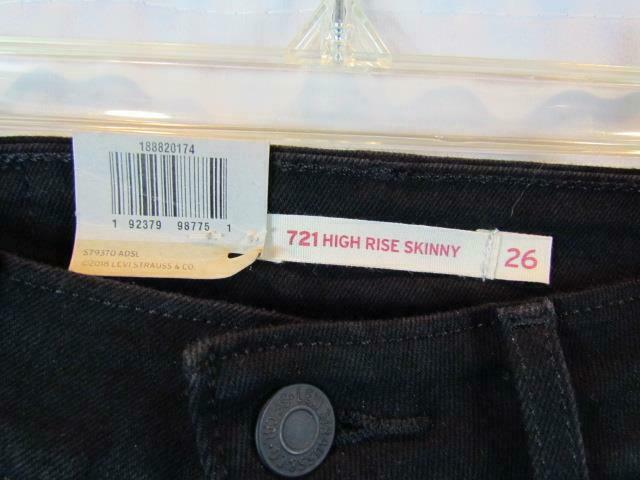 188820174
1 92379 98775 1
S79370 ADSL
©2018 LEVI STRAUSS & CO.
721 HIGH RISE SKINNY
26